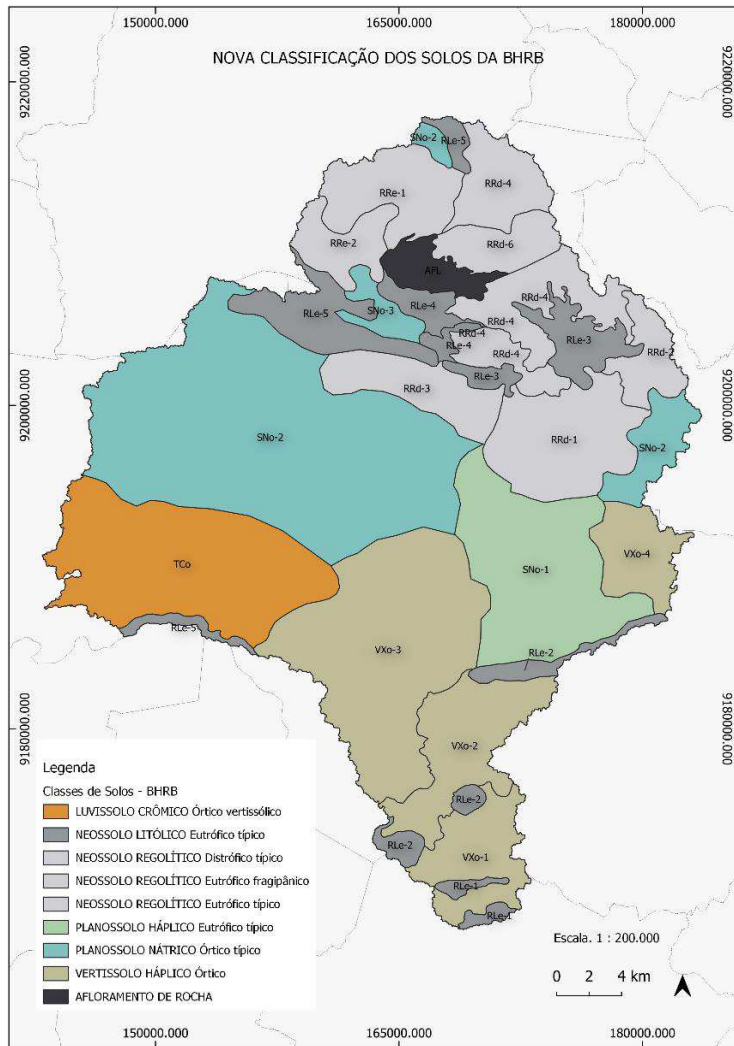 150000.000 165000.000 180000.000
NOVA CLASSIFICAÇÃO DOS SOLOS DA BHRB
9220000.000 9220000.000
SNo-2 RLe-5
RRd-4
RRe-1
RRe-2 RRd-6
AFL
RRd-4
RLe-5 SNo-3 RLe-4 RRd-4
RRd-4 RLe-3
RLe-4 RRd-4 RRd-2
RLe-3
RRd-3
9200000.000 9200000.000
SNo-2 RRd-1 SNo-2
VXo-4
TCo SNo-1
RLe-5
VXo-3 RLe-2
9180000.000 9180000.000
VXo-2
RLe-2
RLe-2
VXo-1
RLe-1
RLe-1
Legenda
Classes de Solos - BHRB
LUVISSOLO CRÔMICO Órtico vertissólico
NEOSSOLO LITÓLICO Eutrófico típico
NEOSSOLO REGOLÍTICO Distrófico típico
NEOSSOLO REGOLÍTICO Eutrófico fragipânico
NEOSSOLO REGOLÍTICO Eutrófico típico
PLANOSSOLO HÁPLICO Eutrófico típico
PLANOSSOLO NÁTRICO Órtico típico
VERTISSOLO HÁPLICO Órtico
AFLORAMENTO DE ROCHA
Escala. 1 : 200.000
0 2 4 km
150000.000 165000.000 180000.000